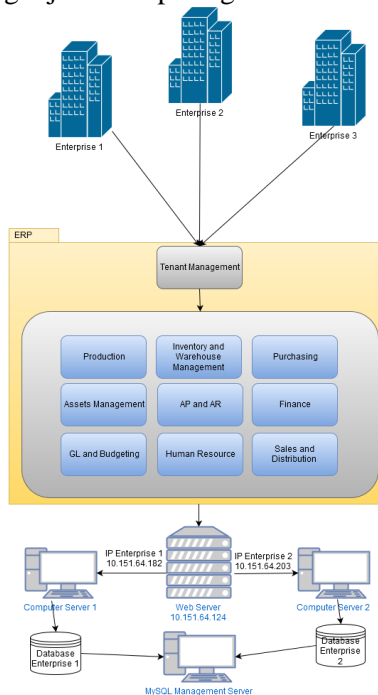 Enterprise 2
Enterprise 1
Enterprise 3
ERP
Tenant Management
Production
Inventory and
Warehouse
Management
Purchasing
Assets Management
AP and AR
Finance
GL and Budgeting
Human Resource
Sales and
Distribution
IP Enterprise 1
10.151.64.182
IP Enterprise 2
10.151.64.203
Computer Server 1
Web Server
10.151.64.124
Computer Server 2
Database
Enterprise 1
Database
Enterprise
2
MySQL Management Server